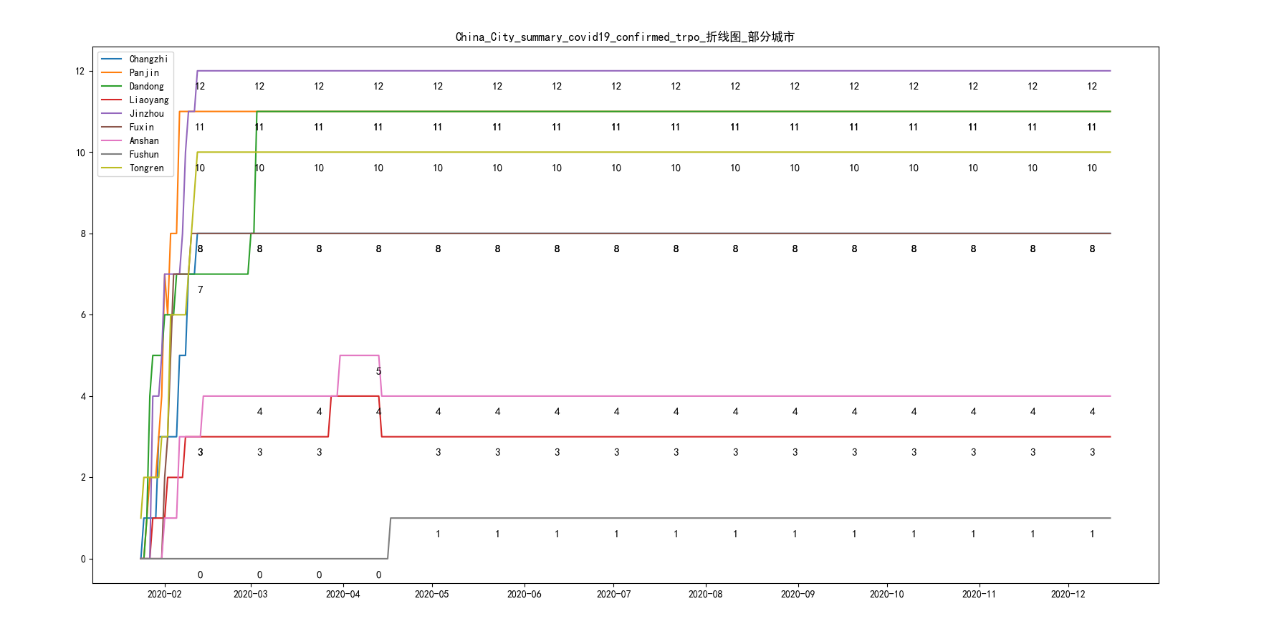 China_City_summary_covid19_confirmed_trpo_折线图_部分城市
Changzhi
Panjin
Dandong
Liaoyang
Jinzhou
Fuxin
Anshan
Fushun
Tongren
12
10
8
6
4
2
0
12 12 12 12 12 12 12 12 12 12 12 12 12 12 12 12
11 11 11 11 11 11 11 11 11 11 11 11 11 11 11 11
10 10 10 10 10 10 10 10 10 10 10 10 10 10 10 10
8 8 8 8 8 8 8 8 8 8 8 8 8 8 8 8
7
5
4 4 4 4 4 4 4 4 4 4 4 4 4 4 4
3 3 3 3 3 3 3 3 3 3 3 3 3 3 3
1 1 1 1 1 1 1 1 1 1 1 1
0 0 0 0
2020-02 2020-03 2020-04 2020-05 2020-06 2020-07 2020-08 2020-09 2020-10 2020-11 2020-12